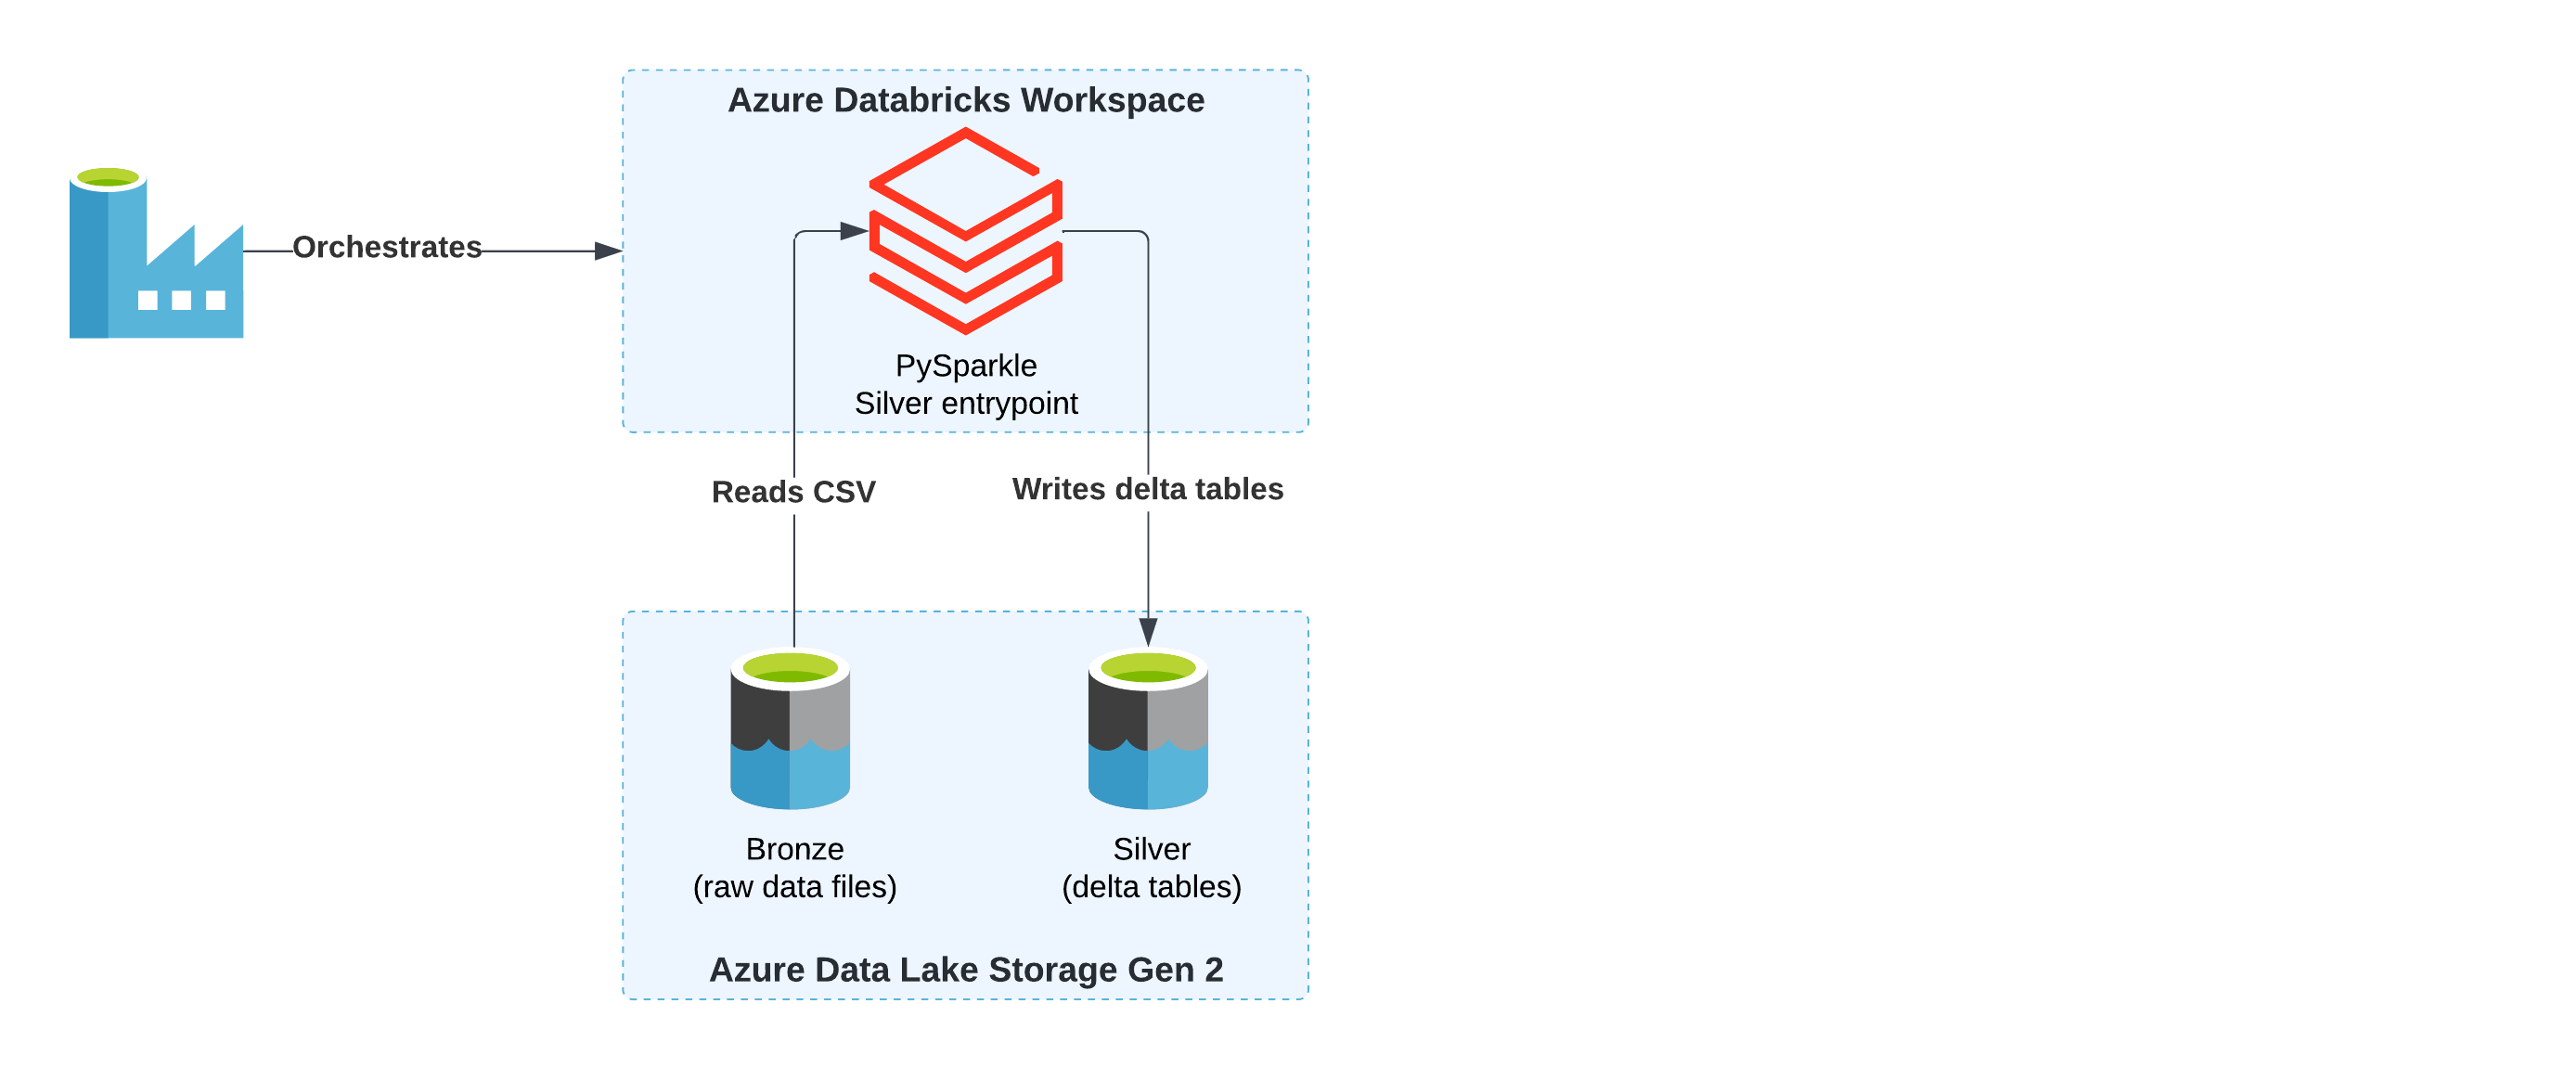 Azure Databricks Workspace
Orchestrates
PySparkle
Silver entrypoint
Reads CSV
Writes delta tables
Bronze
(raw data files)
Silver
(delta tables)
Azure Data Lake Storage Gen 2